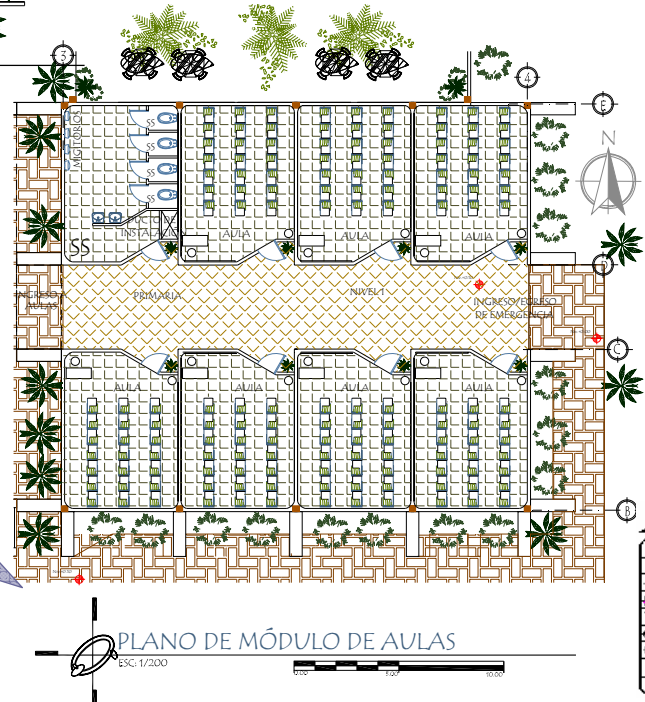 3
4
E
N
MIGITORIOS
SS
SS
SS
SS
DUCTO DE
INSTALACIÓN
SS
AULA
AULA
AULA
D
INGRESO A
AULAS
PRIMARIA
NIVEL 1
INGRESO/EGRESO
DE EMERGENCIA
C
AULA
AULA
AULA
AULA
B
PLANO DE MÓDULO DE AULAS
ESC: 1/200
0.00
5.00
10.00